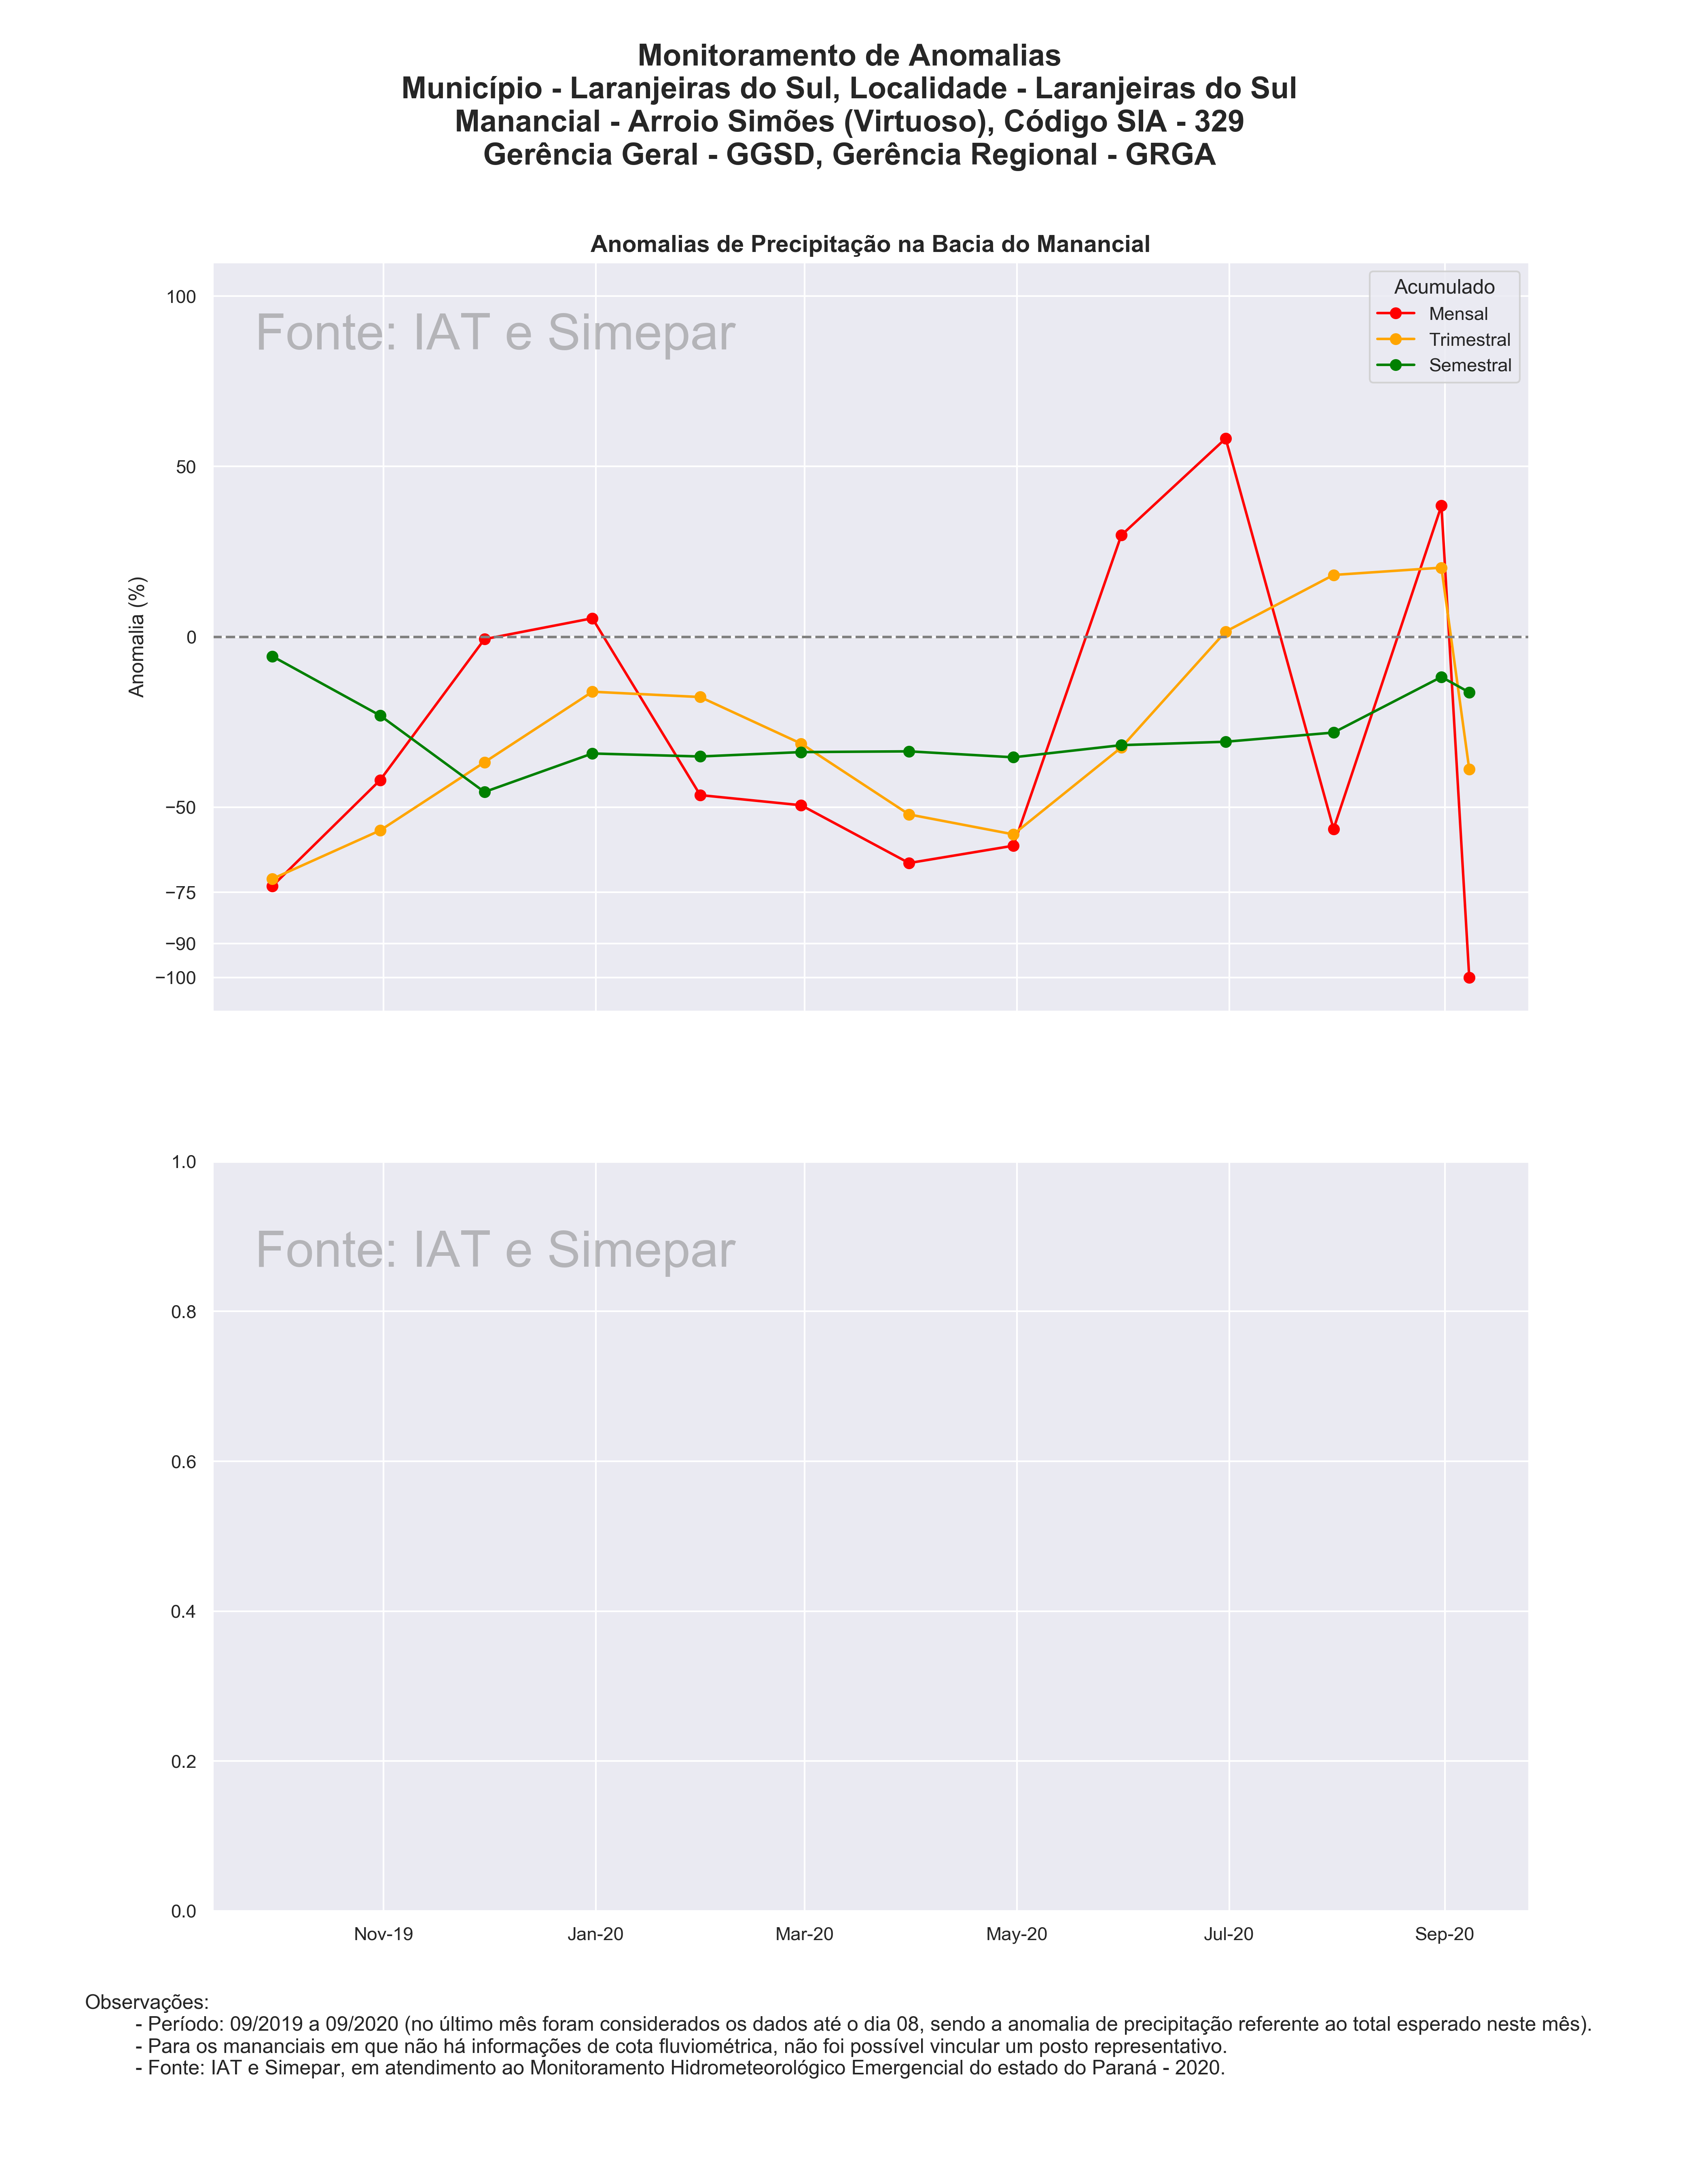 Monitoramento de Anomalias
Município - Laranjeiras do Sul, Localidade - Laranjeiras do Sul
Manancial - Arroio Simões (Virtuoso), Código SIA - 329
Gerência Geral - GGSD, Gerência Regional - GRGA
Anomalias de Precipitação na Bacia do Manancial
Fonte: IAT e Simepar
Acumulado
Mensal
Trimestral
Semestral
Anomalia (%)
100
50
0
−50
−75
−90
−100
Fonte: IAT e Simepar
1.0
0.8
0.6
0.4
0.2
0.0
Nov-19 Jan-20 Mar-20 May-20 Jul-20 Sep-20
Observações:
- Período: 09/2019 a 09/2020 (no último mês foram considerados os dados até o dia 08, sendo a anomalia de precipitação referente ao total esperado neste mês).
- Para os mananciais em que não há informações de cota fluviométrica, não foi possível vincular um posto representativo.
- Fonte: IAT e Simepar, em atendimento ao Monitoramento Hidrometeorológico Emergencial do estado do Paraná - 2020.